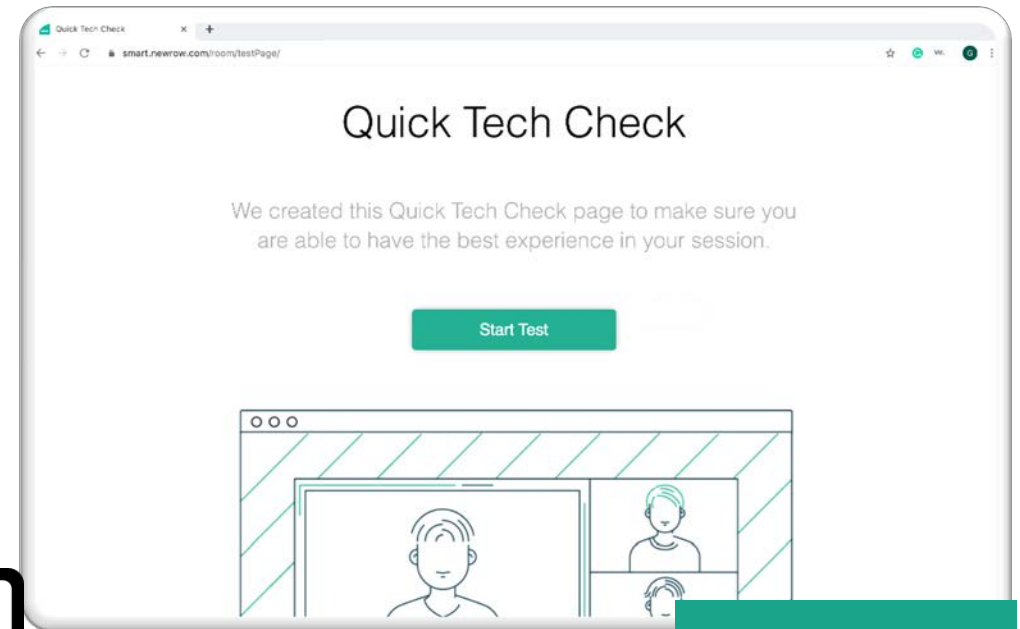 Quick Tech Check
smart.newrow.com/room/testPage/
G
Quick Tech Check
We created this Quick Tech Check page to make sure you
are able to have the best experience in your session.
Start Test